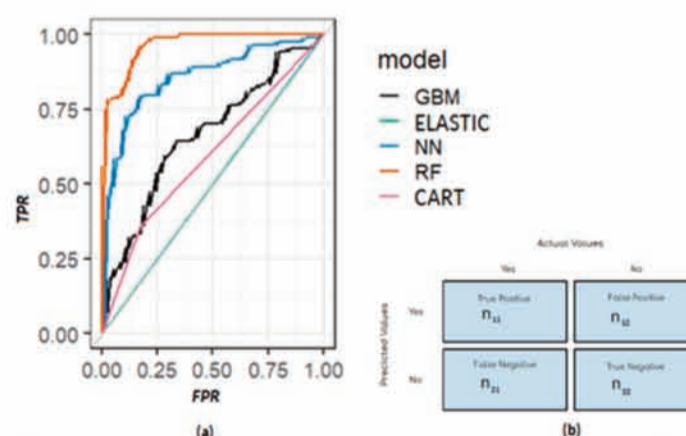 1.00
0.75
0.50
0.25
0.00
TPR
0.00 0.25 0.50 0.75 1.00
FPR
(a)
model
GBM
ELASTIC
NN
RF
CART
Actual Values
Yes No
Predicted Values
Yes
True Positive False Positive
n₁₁ n₁₂
No
False Negative True Negative
n₂₁ n₂₂
(b)